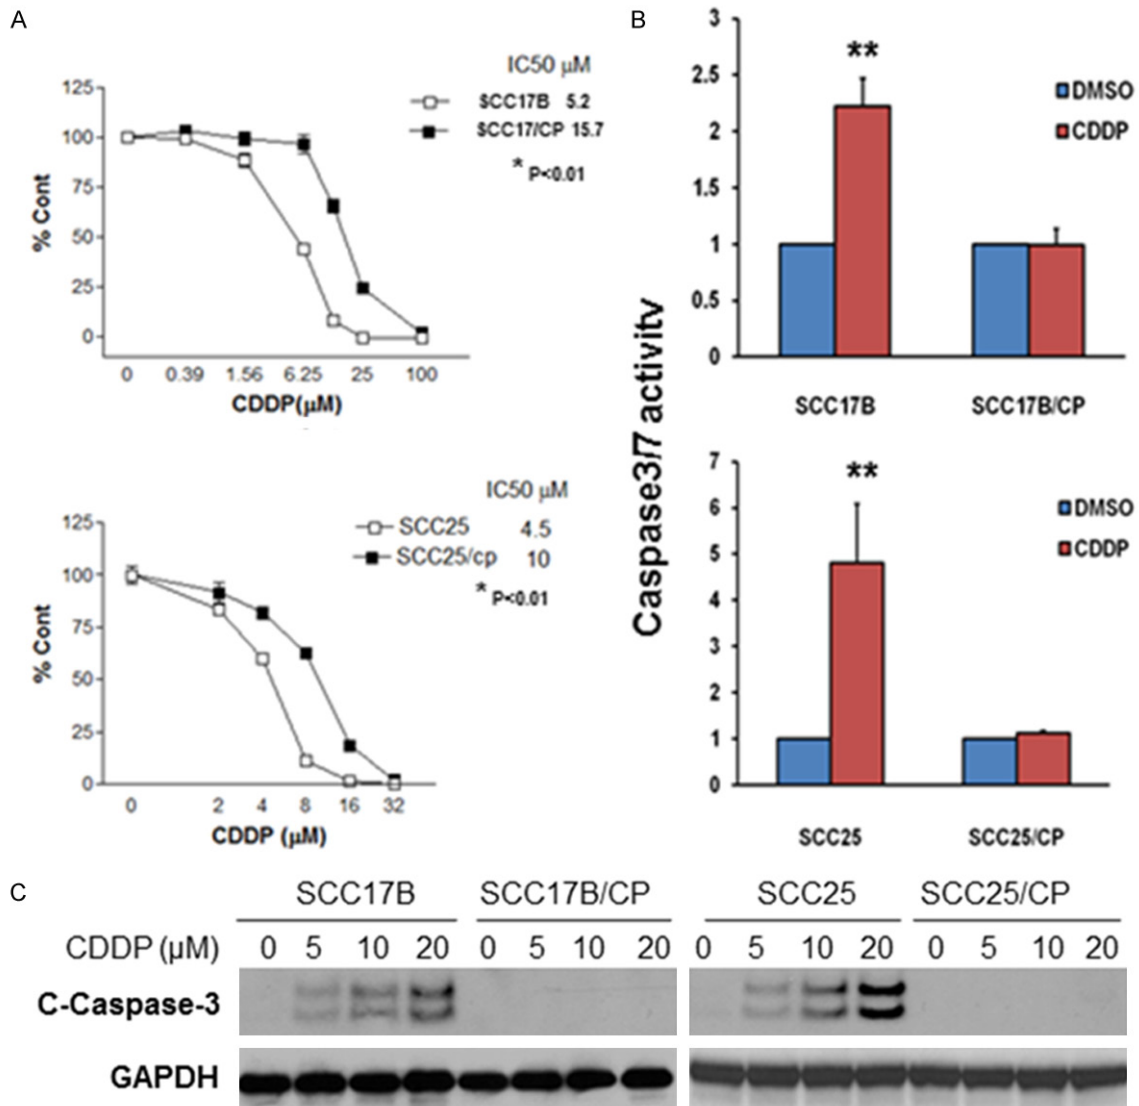 A
IC50 µM
SCC17B 5.2
SCC17/CP 15.7
* P<0.01
% Cont
125
100
75
50
25
0
0 0.39 1.56 6.25 25 100
CDDP(µM)
IC50 µM
SCC25 4.5
SCC25/cp 10
* P<0.01
% Cont
125
100
75
50
25
0
0 2 4 8 16 32
CDDP (µM)
B
Caspase3/7 activity
3
2.5
2
1.5
1
0.5
0
**
DMSO
CDDP
SCC17B SCC17B/CP
7
6
5
4
3
2
1
0
**
DMSO
CDDP
SCC25 SCC25/CP
C
SCC17B SCC17B/CP SCC25 SCC25/CP
CDDP (µM) 0 5 10 20 0 5 10 20 0 5 10 20 0 5 10 20
C-Caspase-3
GAPDH